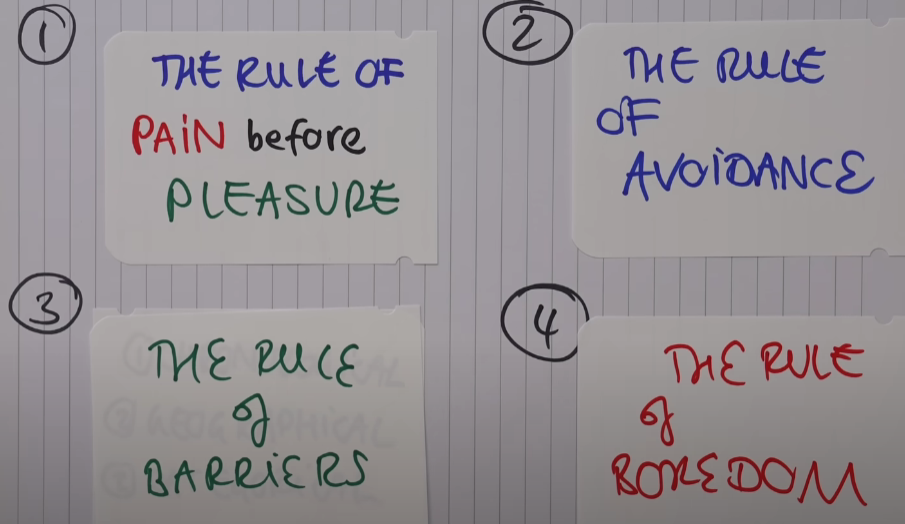 1
THE RULE OF
PAIN before
PLEASURE
2
THE RULE
OF
AVOIDANCE
3
THE RULE
of
BARRIERS
GEOGRAPHICAL
4
THE RULE
of
BOREDOM